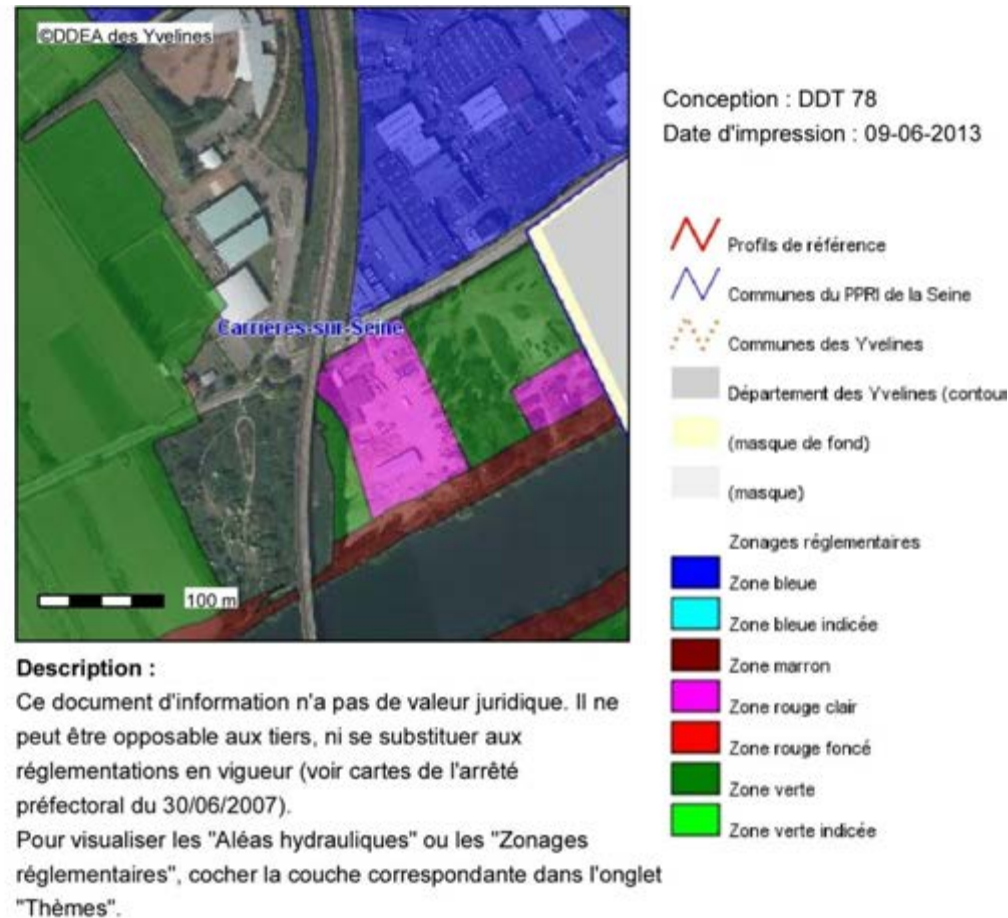 ©DDEA des Yvelines
Carrières-sur-Seine
100 m
Conception : DDT 78
Date d'impression : 09-06-2013
Profils de référence
Communes du PPRI de la Seine
Communes des Yvelines
Département des Yvelines (contour
(masque de fond)
(masque)
Zonages réglementaires
Zone bleue
Zone bleue indicée
Zone marron
Zone rouge clair
Zone rouge foncé
Zone verte
Zone verte indicée
Description :
Ce document d'information n'a pas de valeur juridique. Il ne
peut être opposable aux tiers, ni se substituer aux
réglementations en vigueur (voir cartes de l'arrêté
préfectoral du 30/06/2007).
Pour visualiser les "Aléas hydrauliques" ou les "Zonages
réglementaires", cocher la couche correspondante dans l'onglet
"Thèmes".